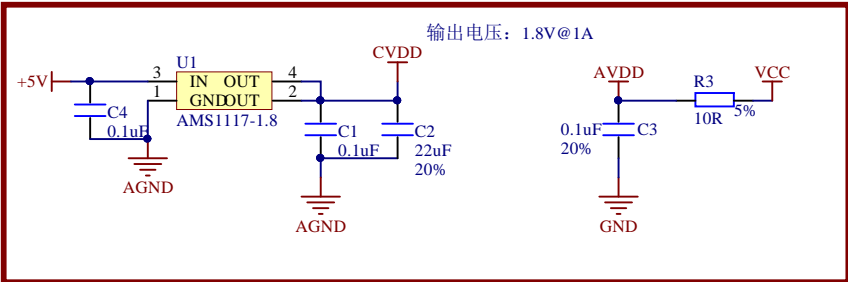 输出电压：1.8V@1A
U1
CVDD
+5V
3
IN
OUT
4
1
GND
OUT
2
AMS1117-1.8
C4
0.1uF
AGND
C1
0.1uF
C2
22uF
20%
AGND
AVDD
R3
VCC
10R
5%
0.1uF
C3
20%
GND